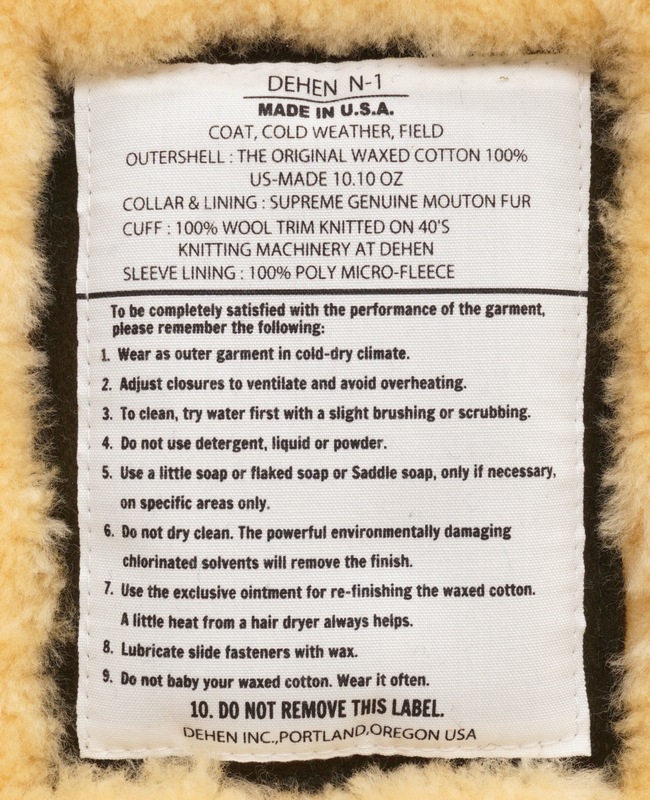 DEHEN N-1
MADE IN U.S.A.
COAT, COLD WEATHER, FIELD
OUTERSHELL : THE ORIGINAL WAXED COTTON 100%
US-MADE 10.10 OZ
COLLAR & LINING : SUPREME GENUINE MOUTON FUR
CUFF : 100% WOOL TRIM KNITTED ON 40'S
KNITTING MACHINERY AT DEHEN
SLEEVE LINING : 100% POLY MICRO-FLEECE
To be completely satisfied with the performance of the garment,
please remember the following:
1. Wear as outer garment in cold-dry climate.
2. Adjust closures to ventilate and avoid overheating.
3. To clean, try water first with a slight brushing or scrubbing.
4. Do not use detergent, liquid or powder.
5. Use a little soap or flaked soap or Saddle soap, only if necessary,
on specific areas only.
6. Do not dry clean. The powerful environmentally damaging
chlorinated solvents will remove the finish.
7. Use the exclusive ointment for re-finishing the waxed cotton.
A little heat from a hair dryer always helps.
8. Lubricate slide fasteners with wax.
9. Do not baby your waxed cotton. Wear it often.
10. DO NOT REMOVE THIS LABEL.
DEHEN INC.,PORTLAND,OREGON USA